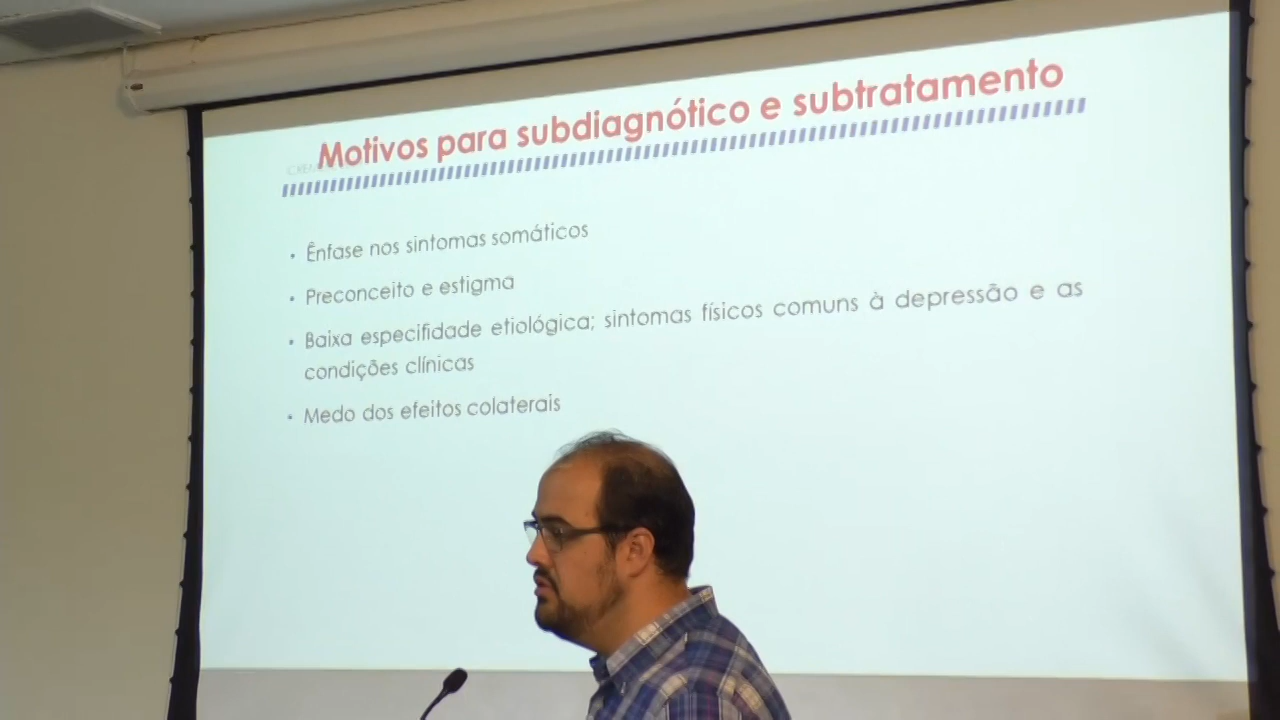 Motivos para subdiagnótico e subtratamento
• Ênfase nos sintomas somáticos
• Preconceito e estigma
• Baixa especifidade etiológica; sintomas físicos comuns à depressão e as
condições clínicas
• Medo dos efeitos colaterais